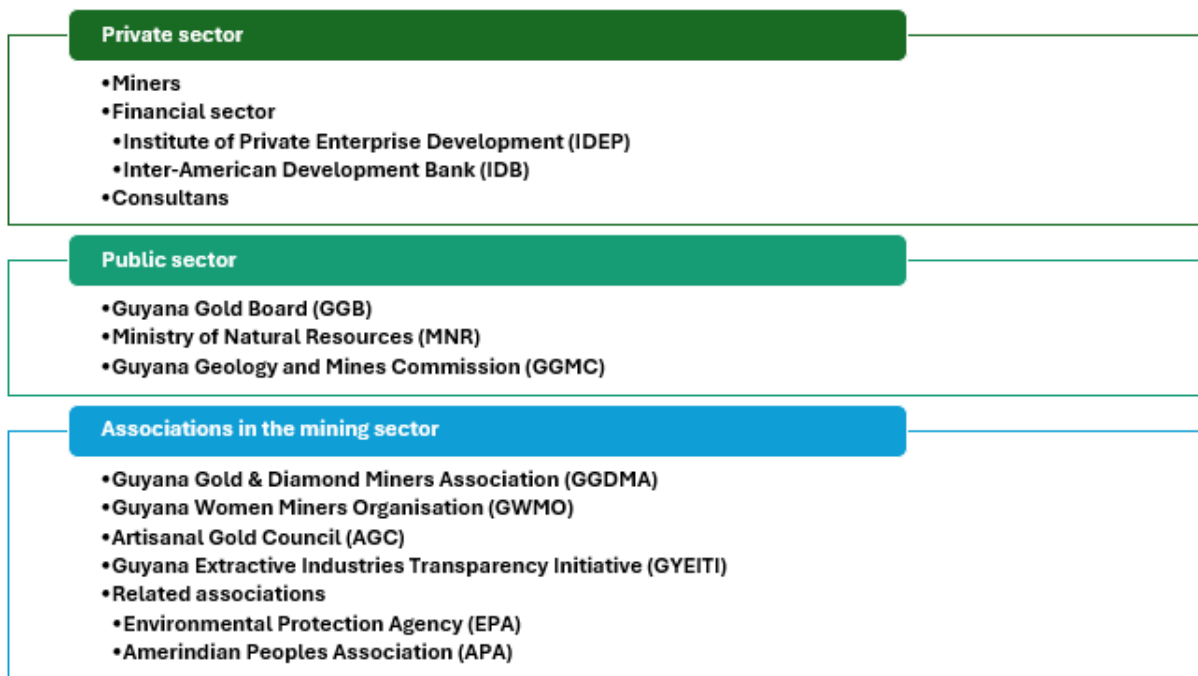 Private sector
•Miners
•Financial sector
•Institute of Private Enterprise Development (IDEP)
•Inter-American Development Bank (IDB)
•Consultans
Public sector
•Guyana Gold Board (GGB)
•Ministry of Natural Resources (MNR)
•Guyana Geology and Mines Commission (GGMC)
Associations in the mining sector
•Guyana Gold & Diamond Miners Association (GGDMA)
•Guyana Women Miners Organisation (GWMO)
•Artisanal Gold Council (AGC)
•Guyana Extractive Industries Transparency Initiative (GYEITI)
•Related associations
•Environmental Protection Agency (EPA)
•Amerindian Peoples Association (APA)